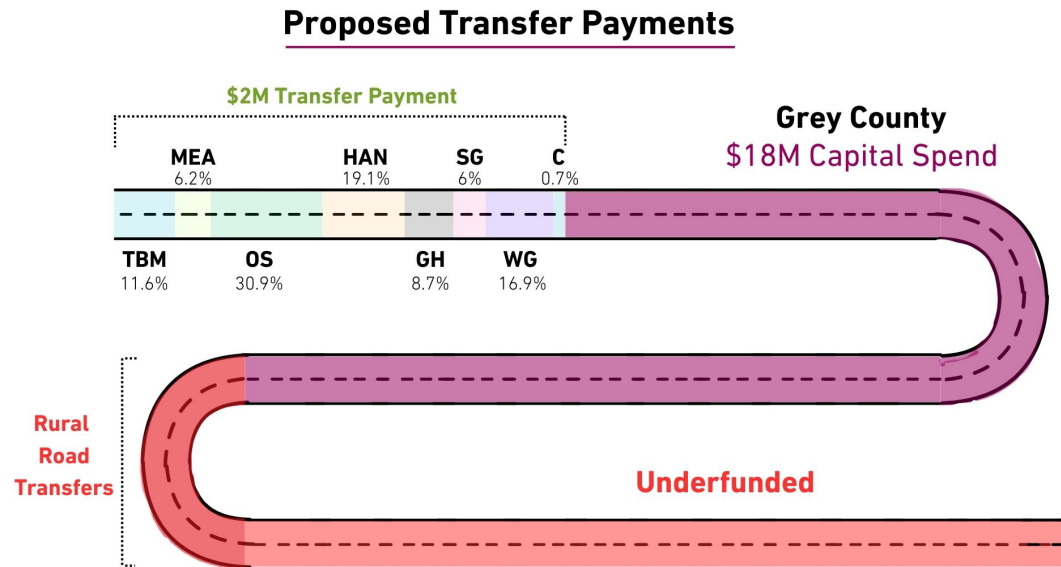 Proposed Transfer Payments
$2M Transfer Payment
Grey County
$18M Capital Spend
MEA
6.2%
HAN
19.1%
SG
6%
C
0.7%
TBM
11.6%
OS
30.9%
GH
8.7%
WG
16.9%
Rural
Road
Transfers
Underfunded